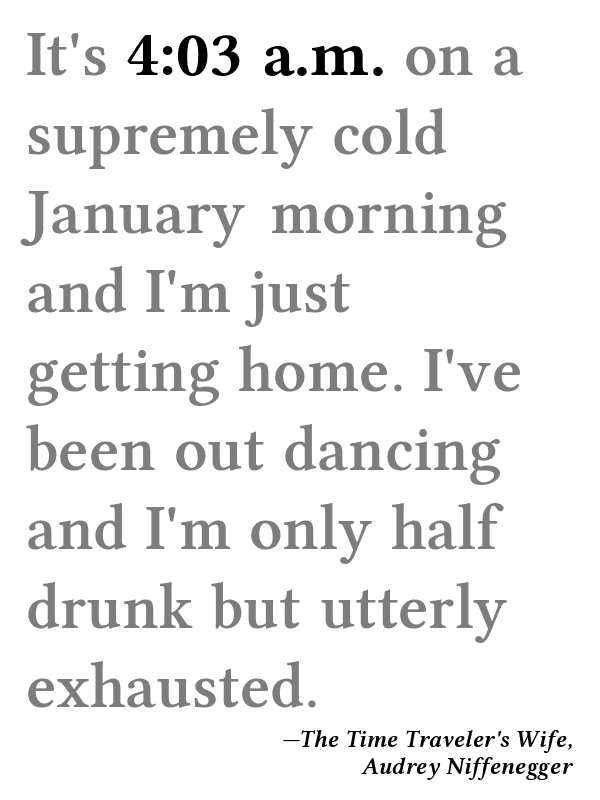 It's 4:03 a.m. on a
supremely cold
January morning
and I'm just
getting home. I've
been out dancing
and I'm only half
drunk but utterly
exhausted.
—The Time Traveler's Wife,
Audrey Niffenegger